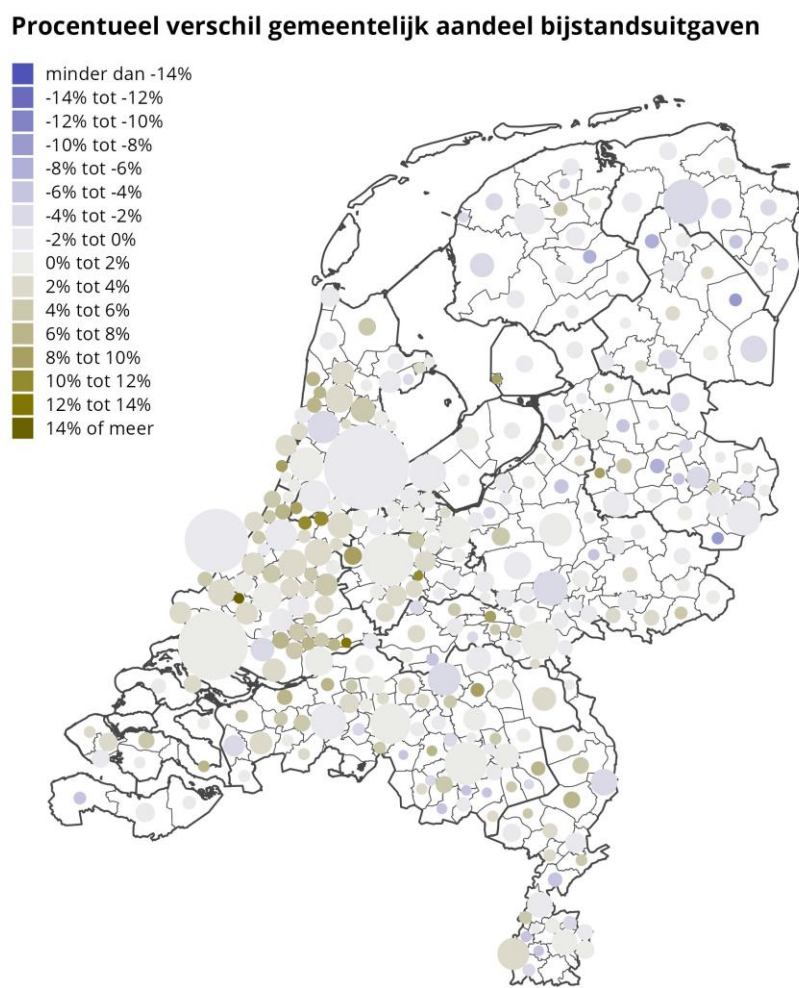 Procentueel verschil gemeentelijk aandeel bijstandsuitgaven
minder dan -14%
-14% tot -12%
-12% tot -10%
-10% tot -8%
-8% tot -6%
-6% tot -4%
-4% tot -2%
-2% tot 0%
0% tot 2%
2% tot 4%
4% tot 6%
6% tot 8%
8% tot 10%
10% tot 12%
12% tot 14%
14% of meer